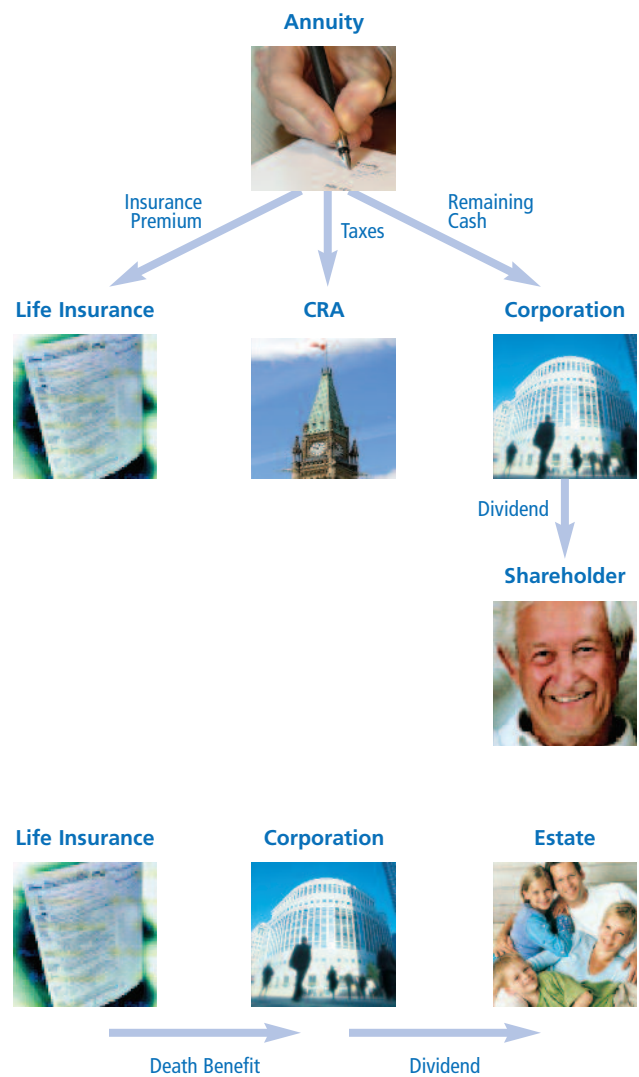 Annuity
Insurance
Premium
Taxes
Remaining
Cash
Life Insurance
CRA
Corporation
Dividend
Shareholder
Life Insurance
Corporation
Estate
Death Benefit
Dividend